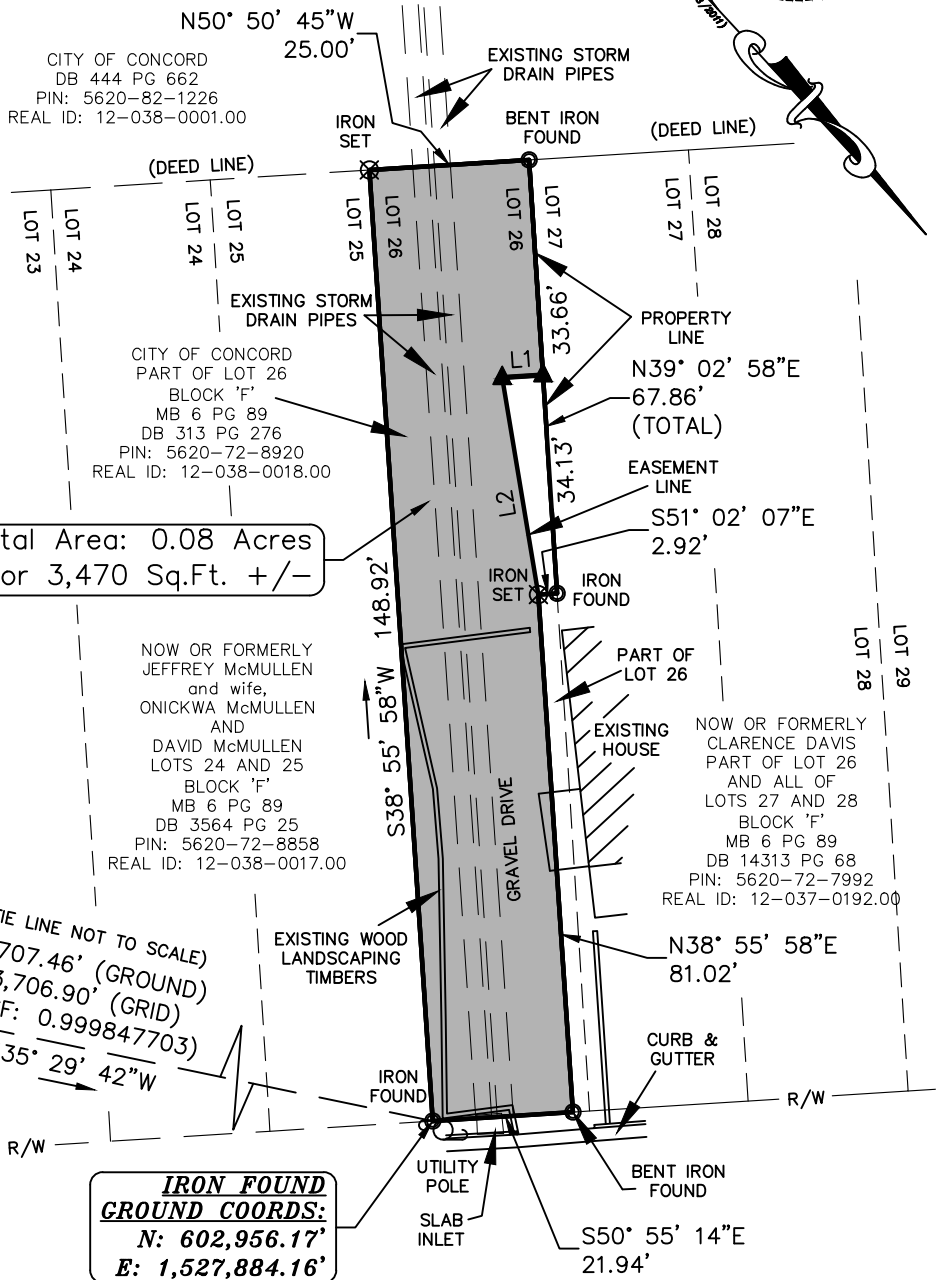 N50° 50' 45"W
25.00'
CITY OF CONCORD
DB 444 PG 662
PIN: 5620-82-1226
REAL ID: 12-038-0001.00
EXISTING STORM
DRAIN PIPES
IRON
SET
BENT IRON
FOUND
(DEED LINE)
(DEED LINE)
LOT 23
LOT 24
LOT 24
LOT 25
LOT 25
LOT 26
LOT 26
LOT 27
LOT 27
LOT 28
EXISTING STORM
DRAIN PIPES
33.66'
PROPERTY
LINE
L1
CITY OF CONCORD
PART OF LOT 26
BLOCK 'F'
MB 6 PG 89
DB 313 PG 276
PIN: 5620-72-8920
REAL ID: 12-038-0018.00
N39° 02' 58"E
67.86'
(TOTAL)
34.13'
EASEMENT
LINE
L2
S51° 02' 07"E
2.92'
Area: 0.08 Acres
or 3,470 Sq.Ft. +/-
IRON
SET
IRON
FOUND
148.92'
S38° 55' 58"W
NOW OR FORMERLY
JEFFREY McMULLEN
and wife,
ONICKWA McMULLEN
AND
DAVID McMULLEN
LOTS 24 AND 25
BLOCK 'F'
MB 6 PG 89
DB 3564 PG 25
PIN: 5620-72-8858
REAL ID: 12-038-0017.00
PART OF
LOT 26
LOT 28
LOT 29
EXISTING
HOUSE
NOW OR FORMERLY
CLARENCE DAVIS
PART OF LOT 26
AND ALL OF
LOTS 27 AND 28
BLOCK 'F'
MB 6 PG 89
DB 14313 PG 68
PIN: 5620-72-7992
REAL ID: 12-037-0192.00
GRAVEL DRIVE
EXISTING WOOD
LANDSCAPING
TIMBERS
N38° 55' 58"E
81.02'
LINE NOT TO SCALE)
707.46' (GROUND)
,706.90' (GRID)
0.999847703)
35° 29' 42"W
CURB &
GUTTER
IRON
FOUND
R/W
R/W
UTILITY
POLE
SLAB
INLET
BENT IRON
FOUND
S50° 55' 14"E
21.94'
IRON FOUND
GROUND COORDS:
N: 602,956.17'
E: 1,527,884.16'